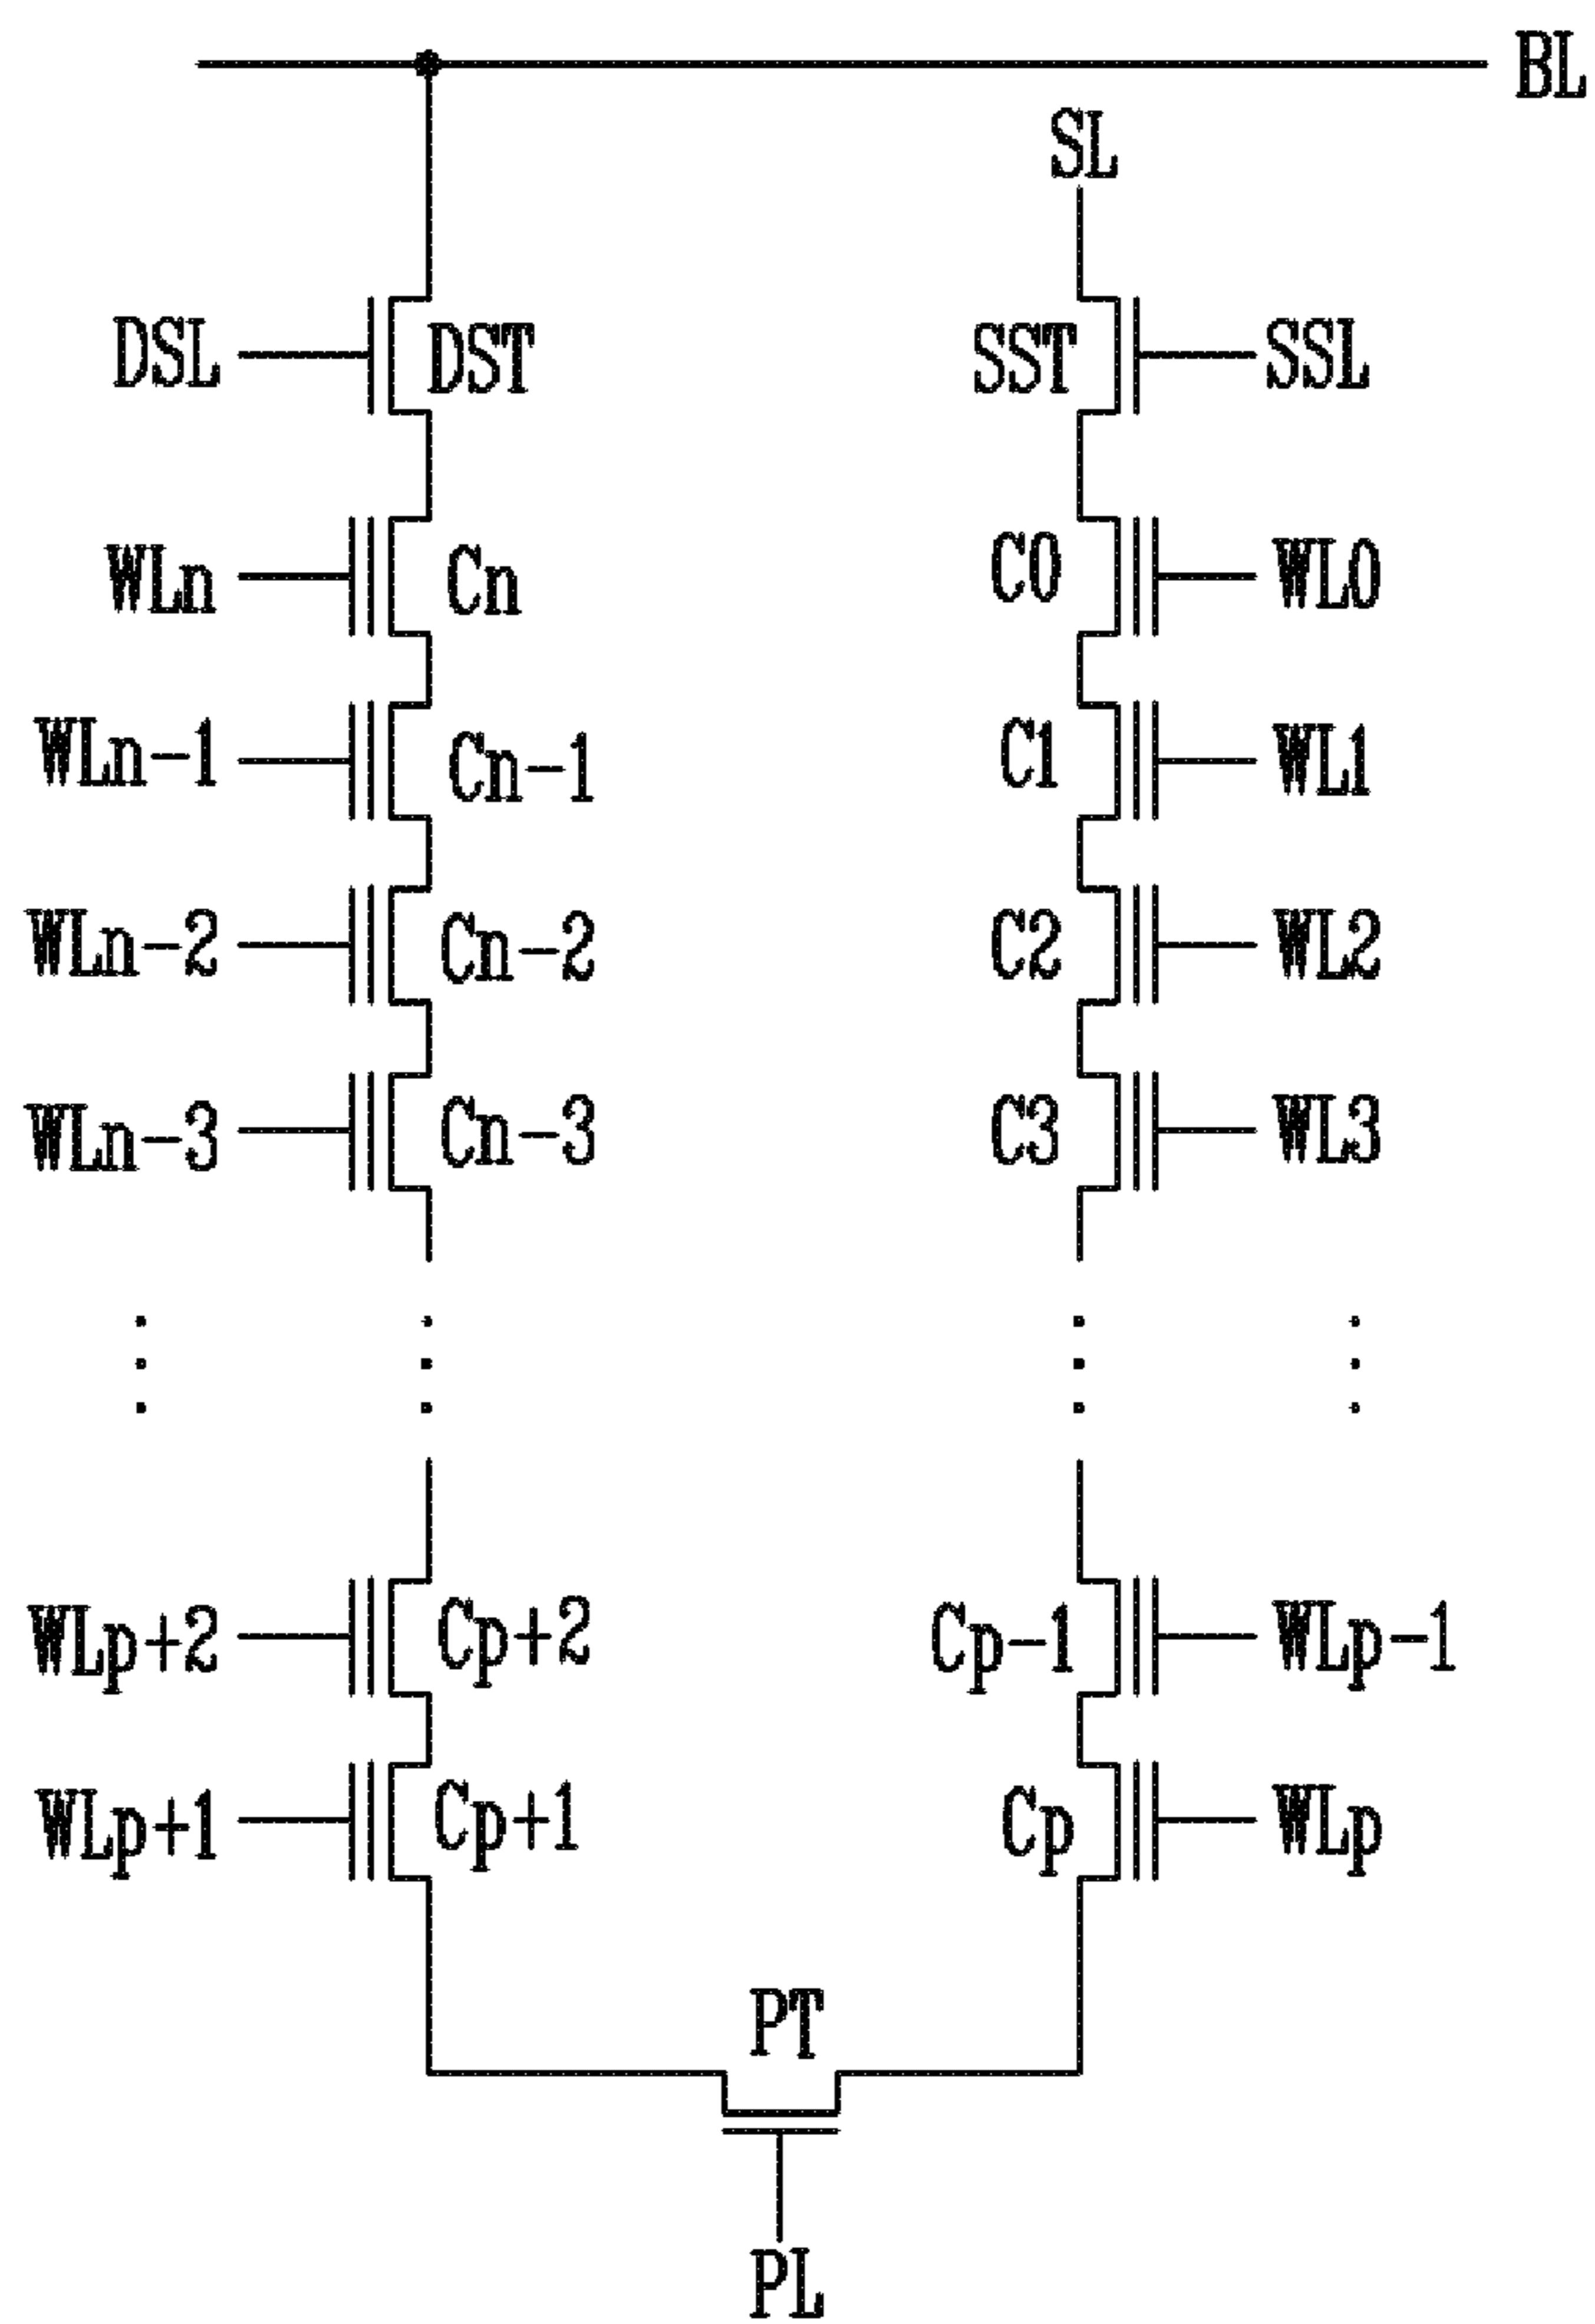 BL
SL
DSL DST SST SSL
WLn Cn C0 WL0
WLn-1 Cn-1 C1 WL1
WLn-2 Cn-2 C2 WL2
WLn-3 Cn-3 C3 WL3
WLp+2 Cp+2 Cp-1 WLp-1
WLp+1 Cp+1 Cp WLp
PT
PL